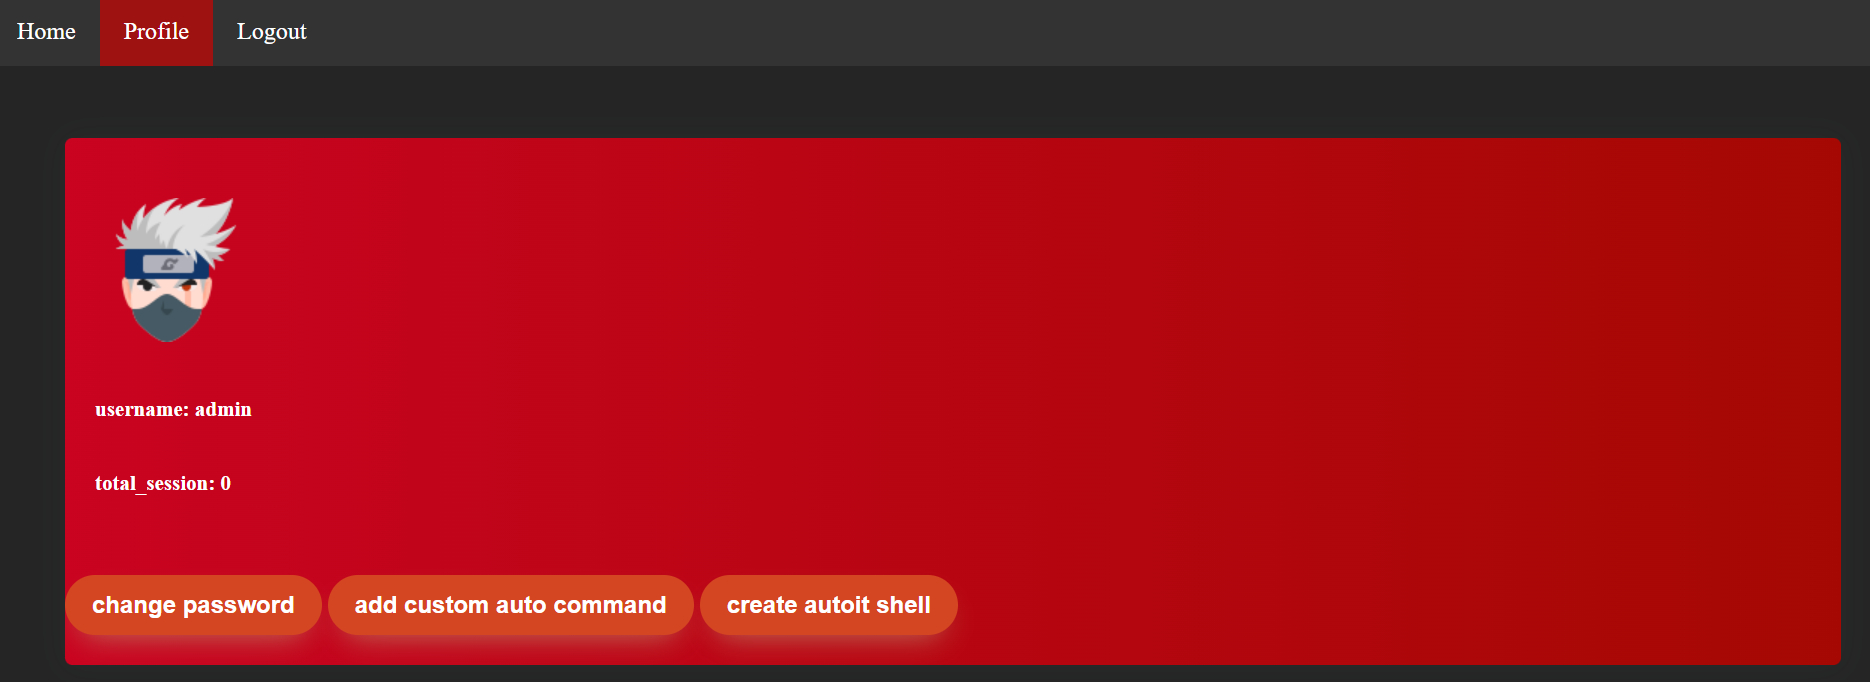 Home Profile Logout
username: admin
total_session: 0
change password add custom auto command create autoit shell